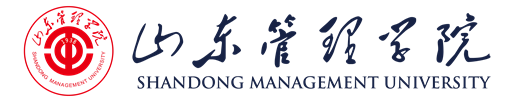 山东管理学院
SHANDONG MANAGEMENT UNIVERSITY
山东管理学院
SHANDONG MANAGEMENT UNIVERSITY